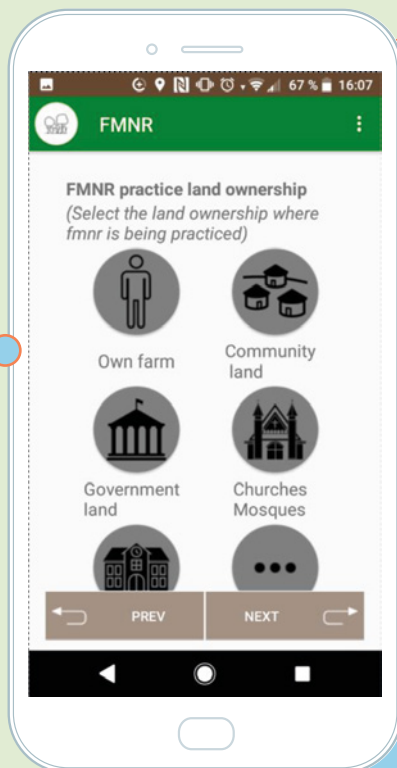 67 % 16:07
FMNR
FMNR practice land ownership
(Select the land ownership where
fmnr is being practiced)
Own farm
Community
land
Government
land
Churches
Mosques
PREV
NEXT